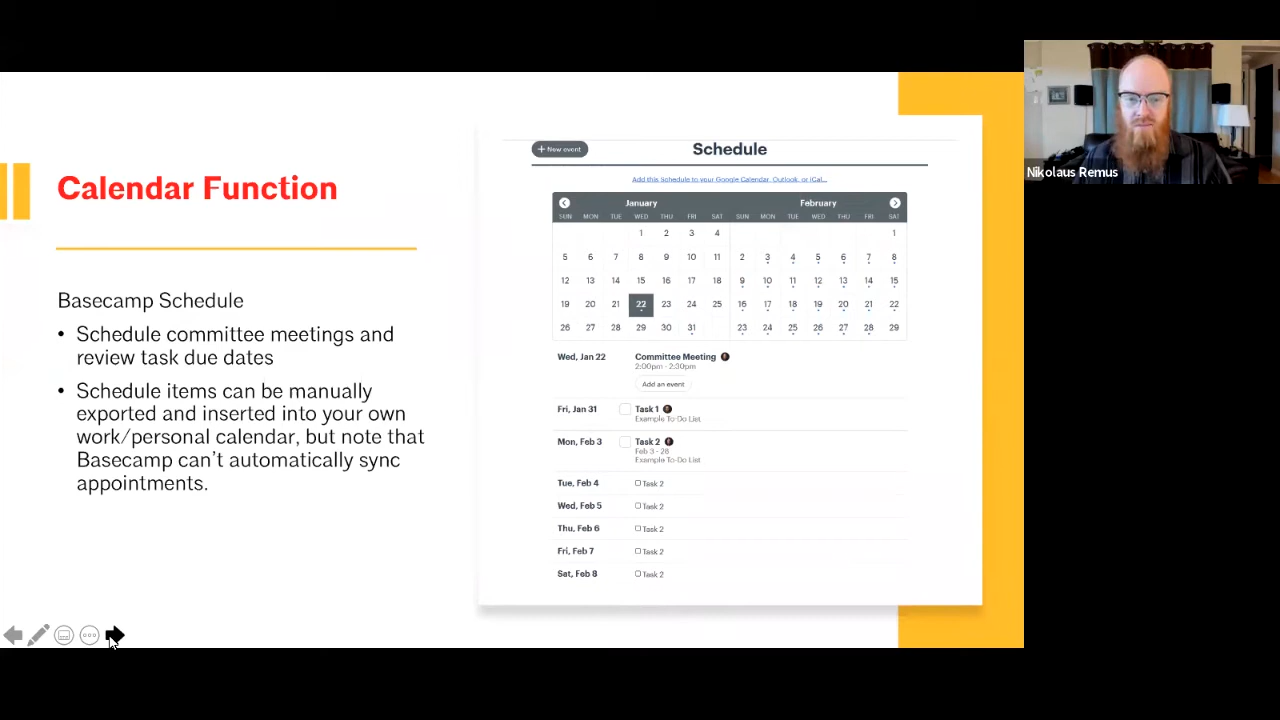 Calendar Function
Basecamp Schedule
• Schedule committee meetings and
review task due dates
• Schedule items can be manually
exported and inserted into your own
work/personal calendar, but note that
Basecamp can't automatically sync
appointments.
+ New event
Schedule
Add this Schedule to your Google Calendar, Outlook, or iCal...
January February
SUN MON TUE WED THU FRI SAT SUN MON TUE WED THU FRI SAT
1 2 3 4 1
5 6 7 8 9 10 11 2 3 4 5 6 7 8
12 13 14 15 16 17 18 9 10 11 12 13 14 15
19 20 21 22 23 24 25 16 17 18 19 20 21 22
26 27 28 29 30 31 23 24 25 26 27 28 29
Wed, Jan 22 Committee Meeting
2:00pm - 2:30pm
Add an event
Fri, Jan 31 Task 1
Example To-Do List
Mon, Feb 3 Task 2
Feb 3 - 28
Example To-Do List
Tue, Feb 4 Task 2
Wed, Feb 5 Task 2
Thu, Feb 6 Task 2
Fri, Feb 7 Task 2
Sat, Feb 8 Task 2
Nikolaus Remus